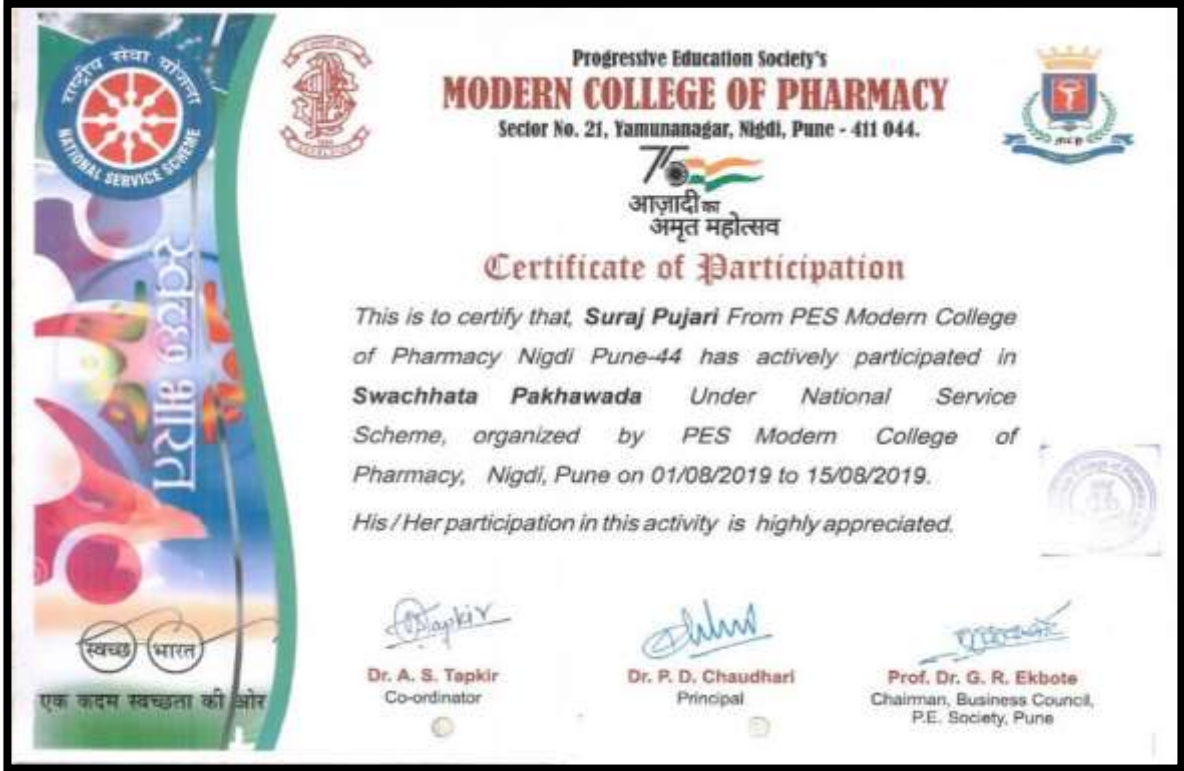 राष्ट्रीय सेवा योजना
NATIONAL SERVICE SCHEME
Progressive Education Society's
MODERN COLLEGE OF PHARMACY
Sector No. 21, Yamunanagar, Nigdi, Pune - 411 044.
75
आज़ादी का
अमृत महोत्सव
Certificate of Participation
This is to certify that, Suraj Pujari From PES Modern College
of Pharmacy Nigdi Pune-44 has actively participated in
Swachhata Pakhawada Under National Service
Scheme, organized by PES Modern College of
Pharmacy, Nigdi, Pune on 01/08/2019 to 15/08/2019.
His / Her participation in this activity is highly appreciated.
स्वच्छ भारत
एक कदम स्वच्छता की ओर
Tapkir
Dr. A. S. Tapkir
Co-ordinator
Dr. P. D. Chaudhari
Principal
Prof. Dr. G. R. Ekbote
Chairman, Business Council,
P.E. Society, Pune